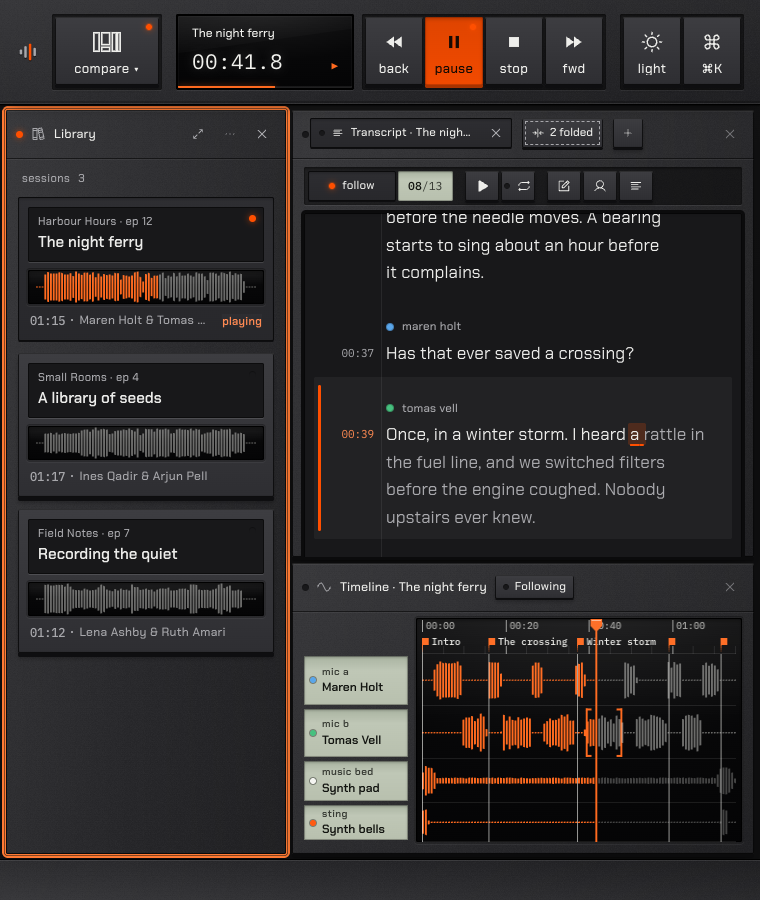 compare ▾
The night ferry
00:41.8
back
pause
stop
fwd
light
⌘K
Library
sessions 3
Harbour Hours · ep 12
The night ferry
01:15 · Maren Holt & Tomas ... playing
Small Rooms · ep 4
A library of seeds
01:17 · Ines Qadir & Arjun Pell
Field Notes · ep 7
Recording the quiet
01:12 · Lena Ashby & Ruth Amari
Transcript · The nigh...
2 folded
+
follow
08/13
before the needle moves. A bearing
starts to sing about an hour before
it complains.
maren holt
00:37 Has that ever saved a crossing?
tomas vell
00:39 Once, in a winter storm. I heard a rattle in
the fuel line, and we switched filters
before the engine coughed. Nobody
upstairs ever knew.
Timeline · The night ferry
Following
00:00 00:20 :40 01:00
Intro The crossing Winter storm
mic a
Maren Holt
mic b
Tomas Vell
music bed
Synth pad
sting
Synth bells